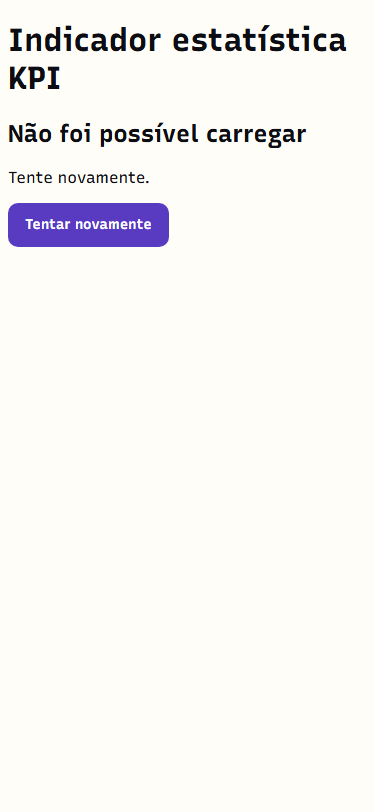 Indicador estatística
KPI
Não foi possível carregar
Tente novamente.
Tentar novamente